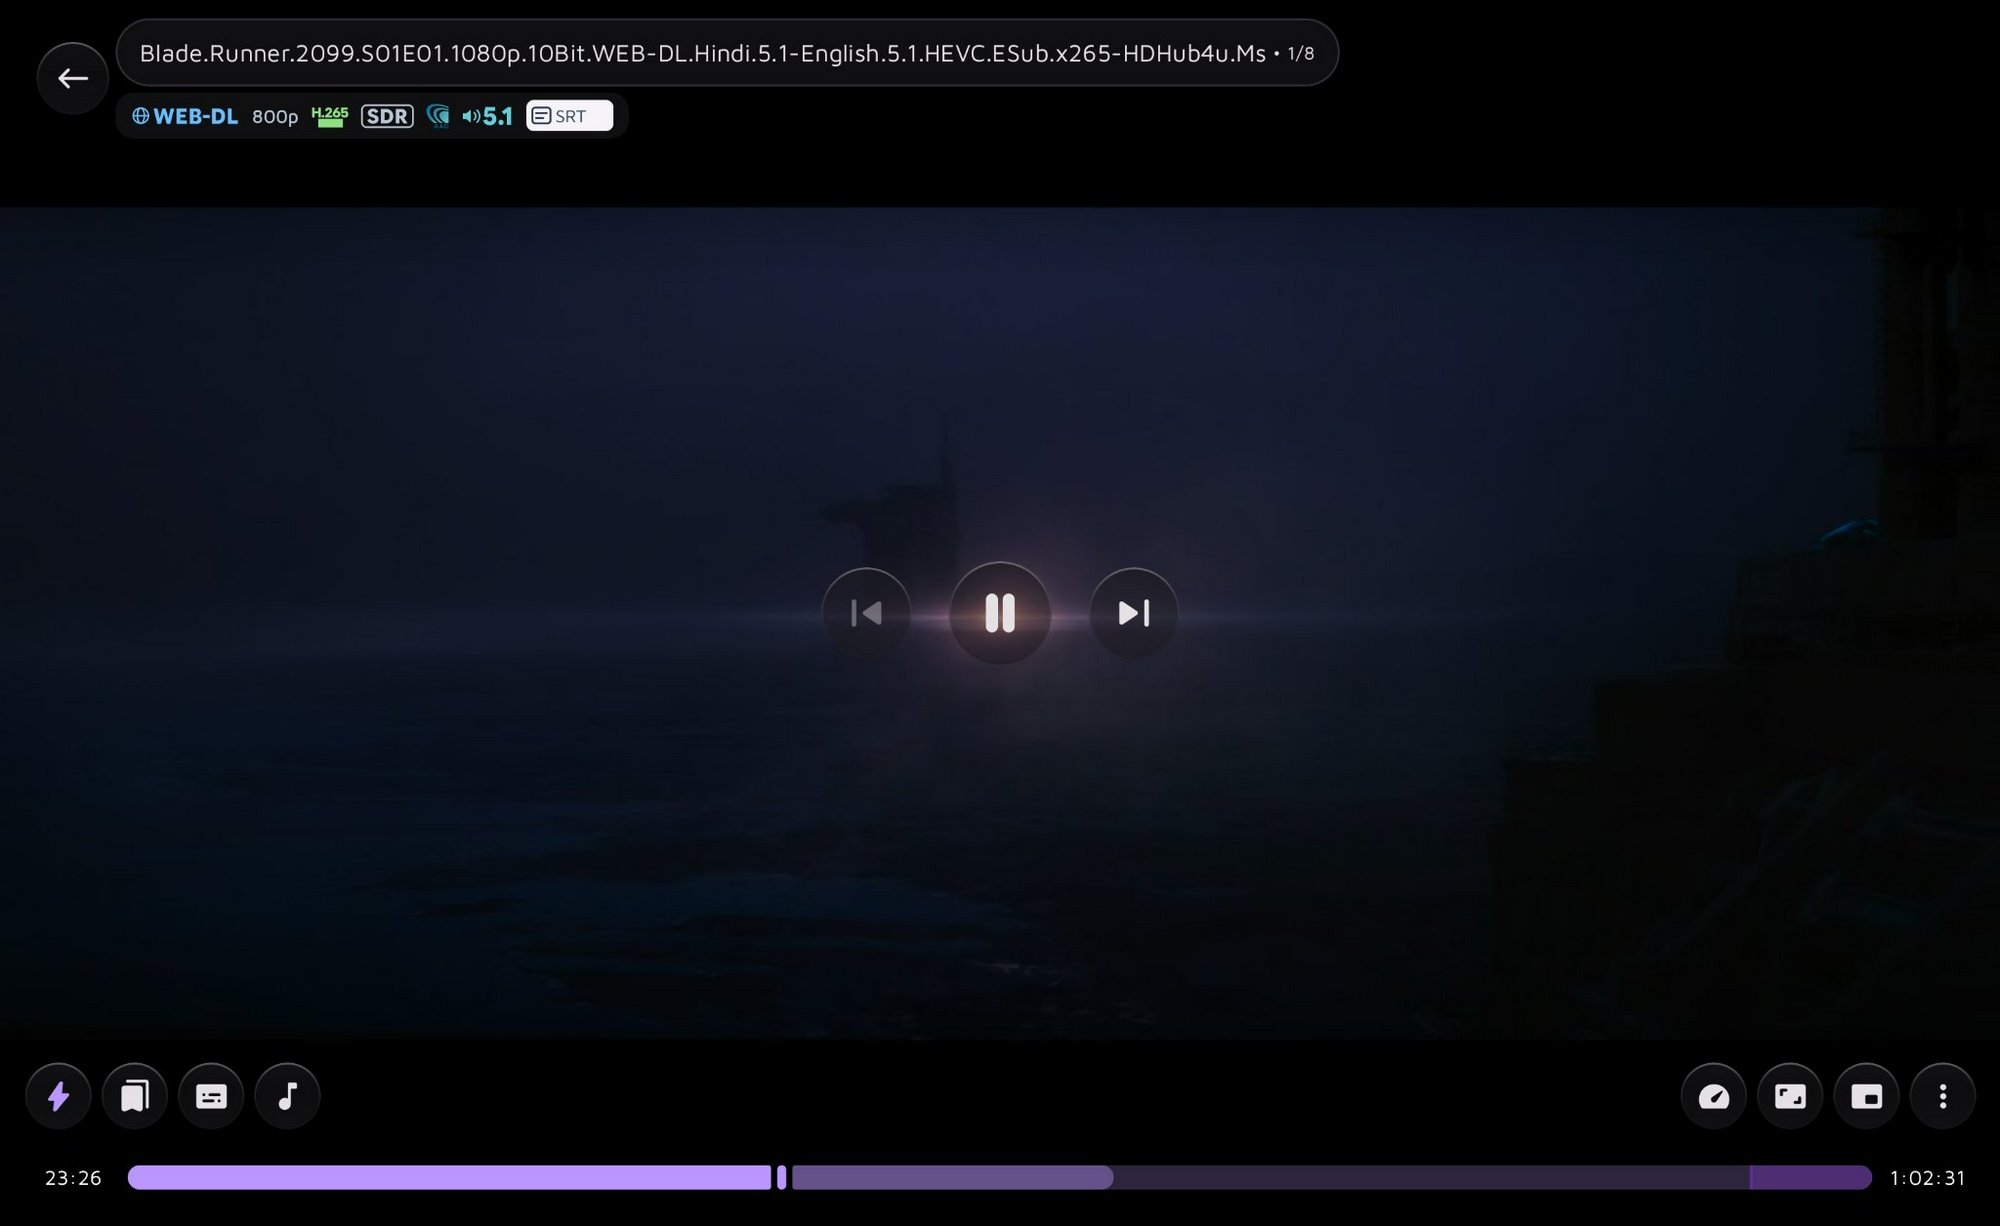 Blade.Runner.2099.S01E01.1080p.10Bit.WEB-DL.Hindi.5.1-English.5.1.HEVC.ESub.x265-HDHub4u.Ms • 1/8
WEB-DL 800p H.265 SDR 5.1 SRT
23:26 1:02:31